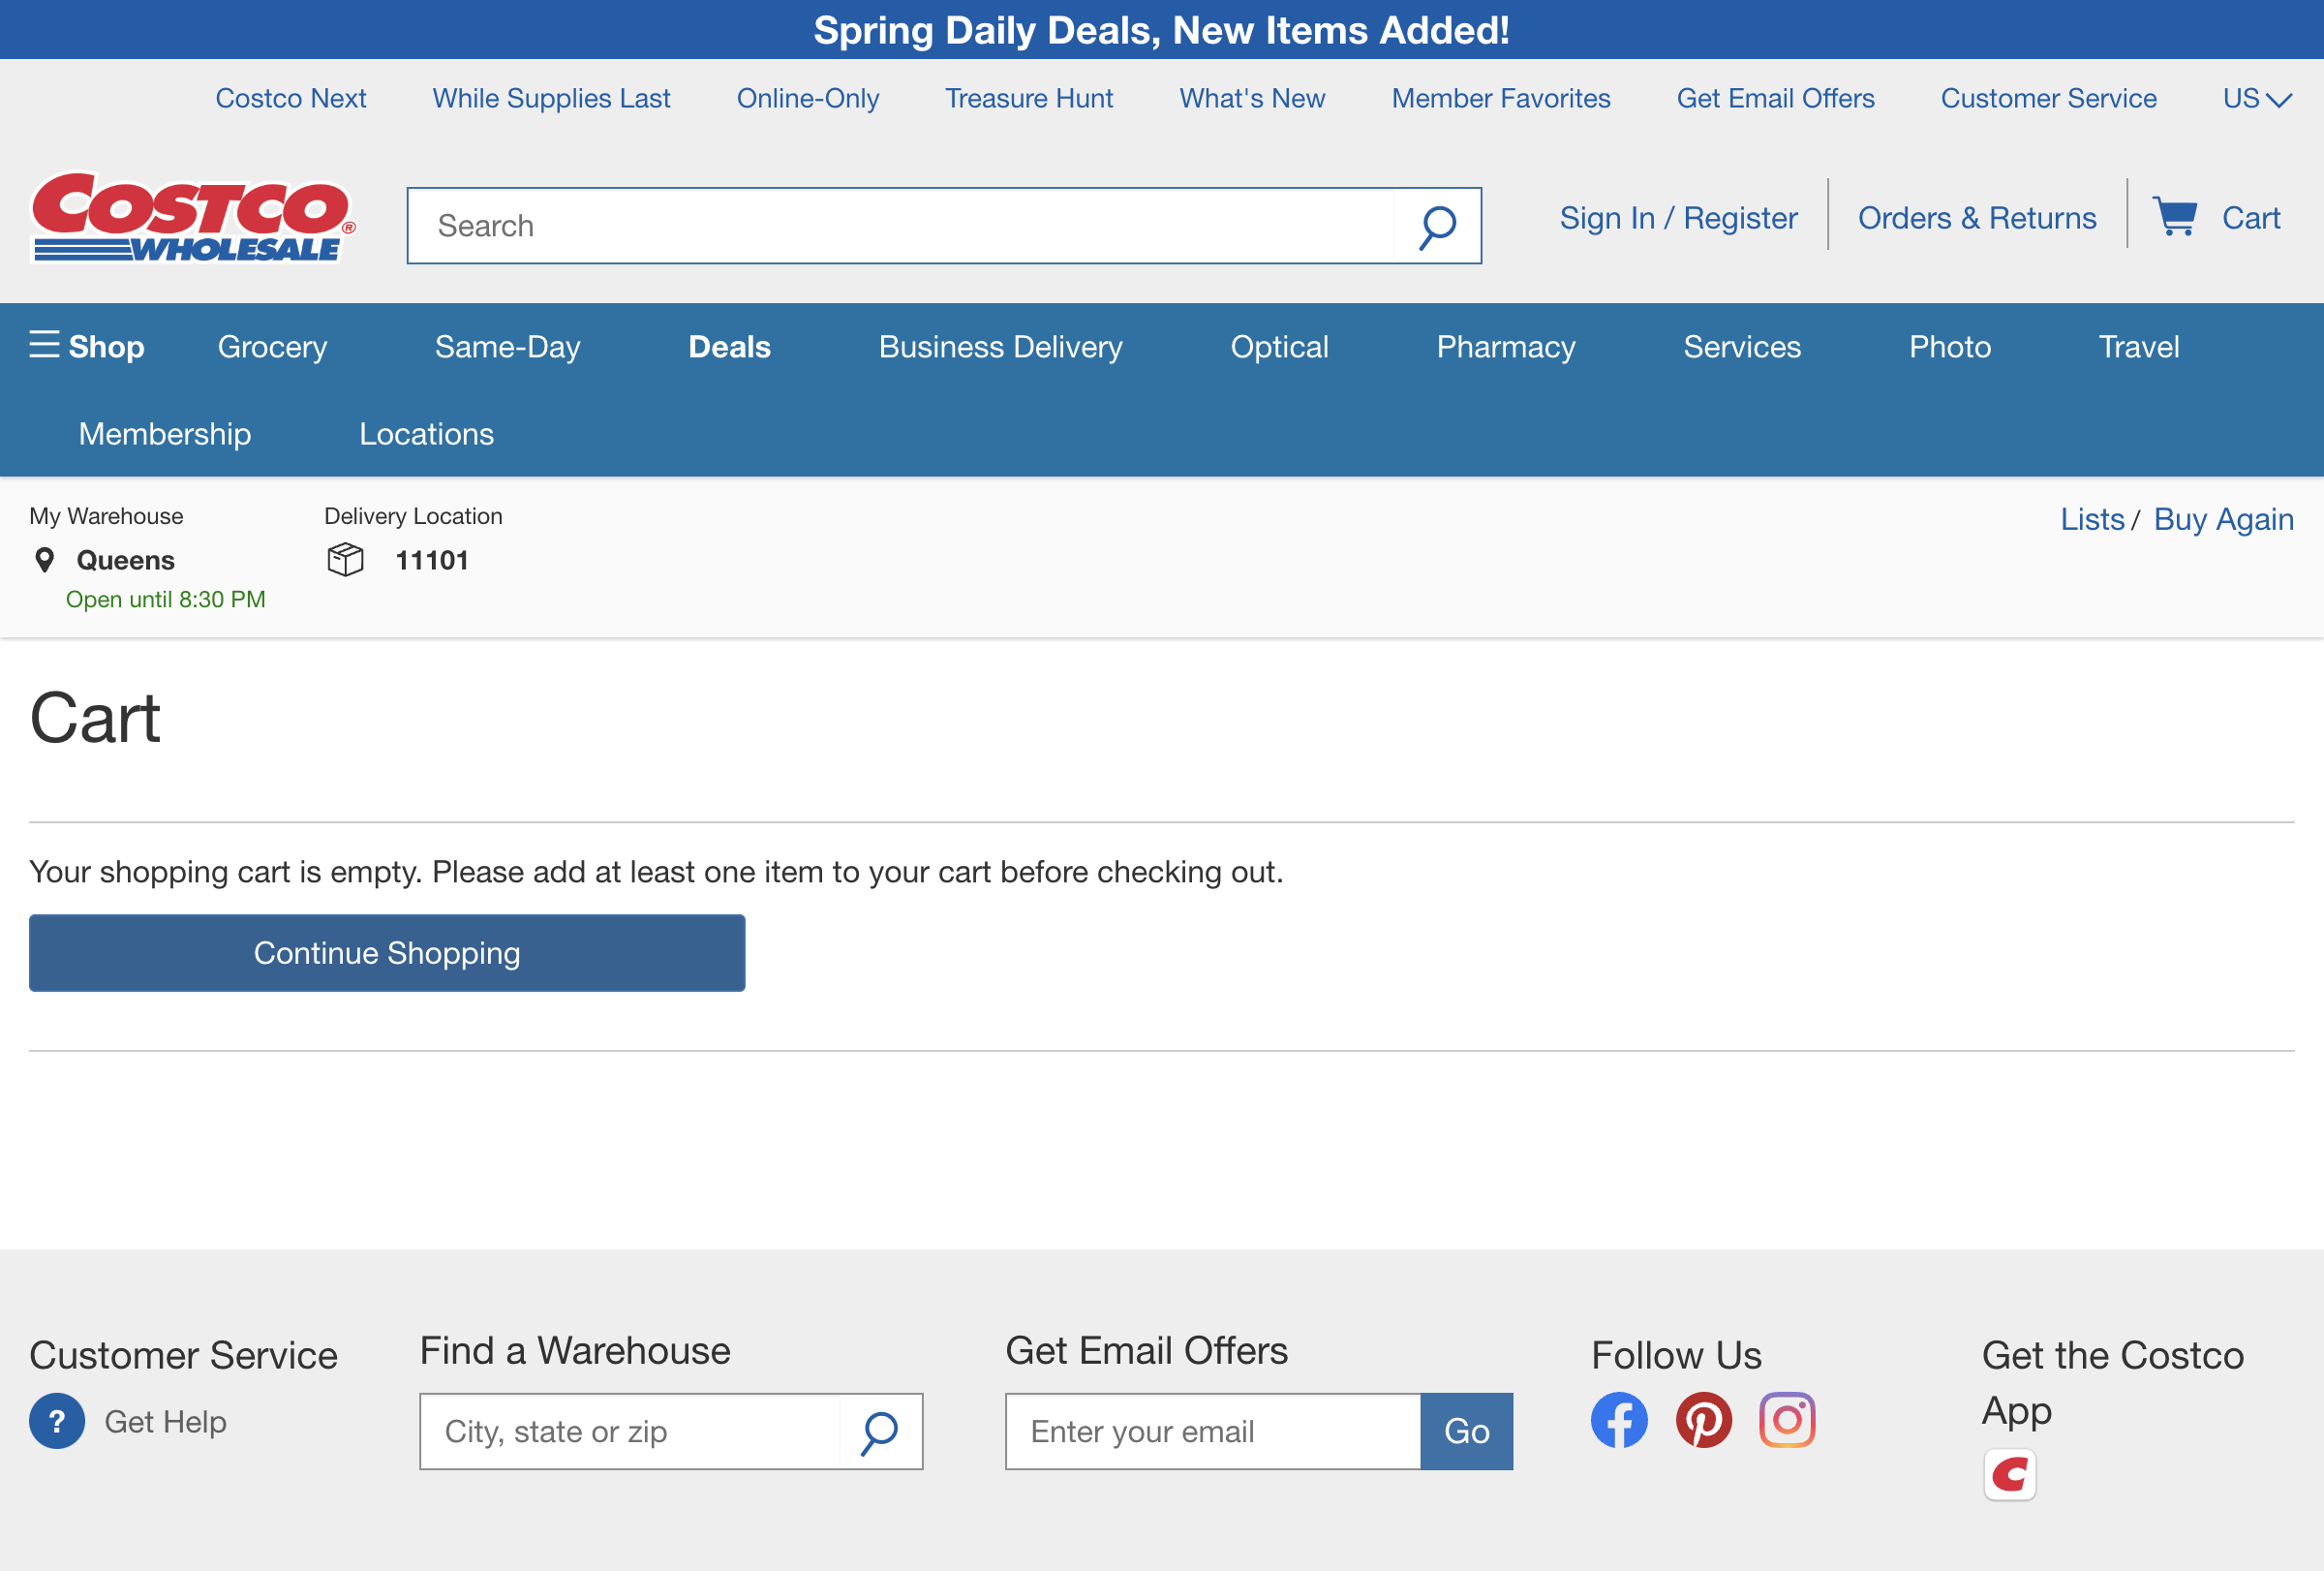 Spring Daily Deals, New Items Added!
Costco Next While Supplies Last Online-Only Treasure Hunt What's New Member Favorites Get Email Offers Customer Service US
COSTCO®
WHOLESALE
Search
Sign In / Register Orders & Returns Cart
Shop Grocery Same-Day Deals Business Delivery Optical Pharmacy Services Photo Travel
Membership Locations
My Warehouse Delivery Location Lists / Buy Again
Queens 11101
Open until 8:30 PM
Cart
Your shopping cart is empty. Please add at least one item to your cart before checking out.
Continue Shopping
Customer Service
? Get Help
Find a Warehouse
City, state or zip
Get Email Offers
Enter your email Go
Follow Us
Get the Costco
App